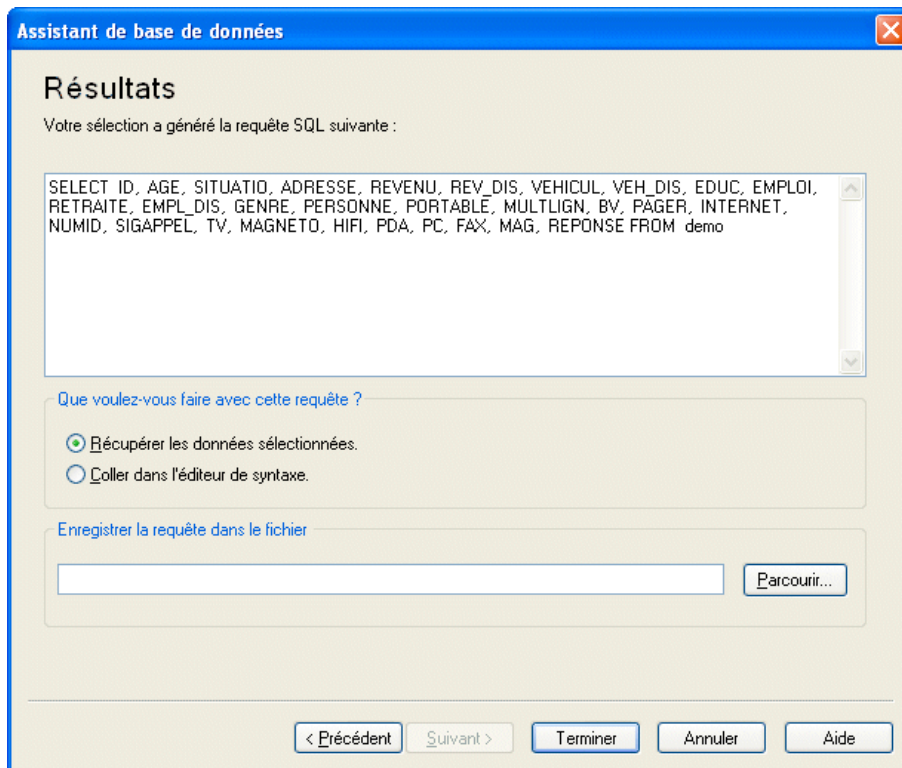 Assistant de base de données
Résultats
Votre sélection a généré la requête SQL suivante :
SELECT ID, AGE, SITUATIO, ADRESSE, REVENU, REV_DIS, VEHICUL, VEH_DIS, EDUC, EMPLOI,
RETRAITE, EMPL_DIS, GENRE, PERSONNE, PORTABLE, MULTLIGN, BV, PAGER, INTERNET,
NUMID, SIGAPPEL, TV, MAGNETO, HIFI, PDA, PC, FAX, MAG, REPONSE FROM demo
Que voulez-vous faire avec cette requête ?
Récupérer les données sélectionnées.
Coller dans l'éditeur de syntaxe.
Enregistrer la requête dans le fichier
Parcourir...
< Précédent
Suivant >
Terminer
Annuler
Aide